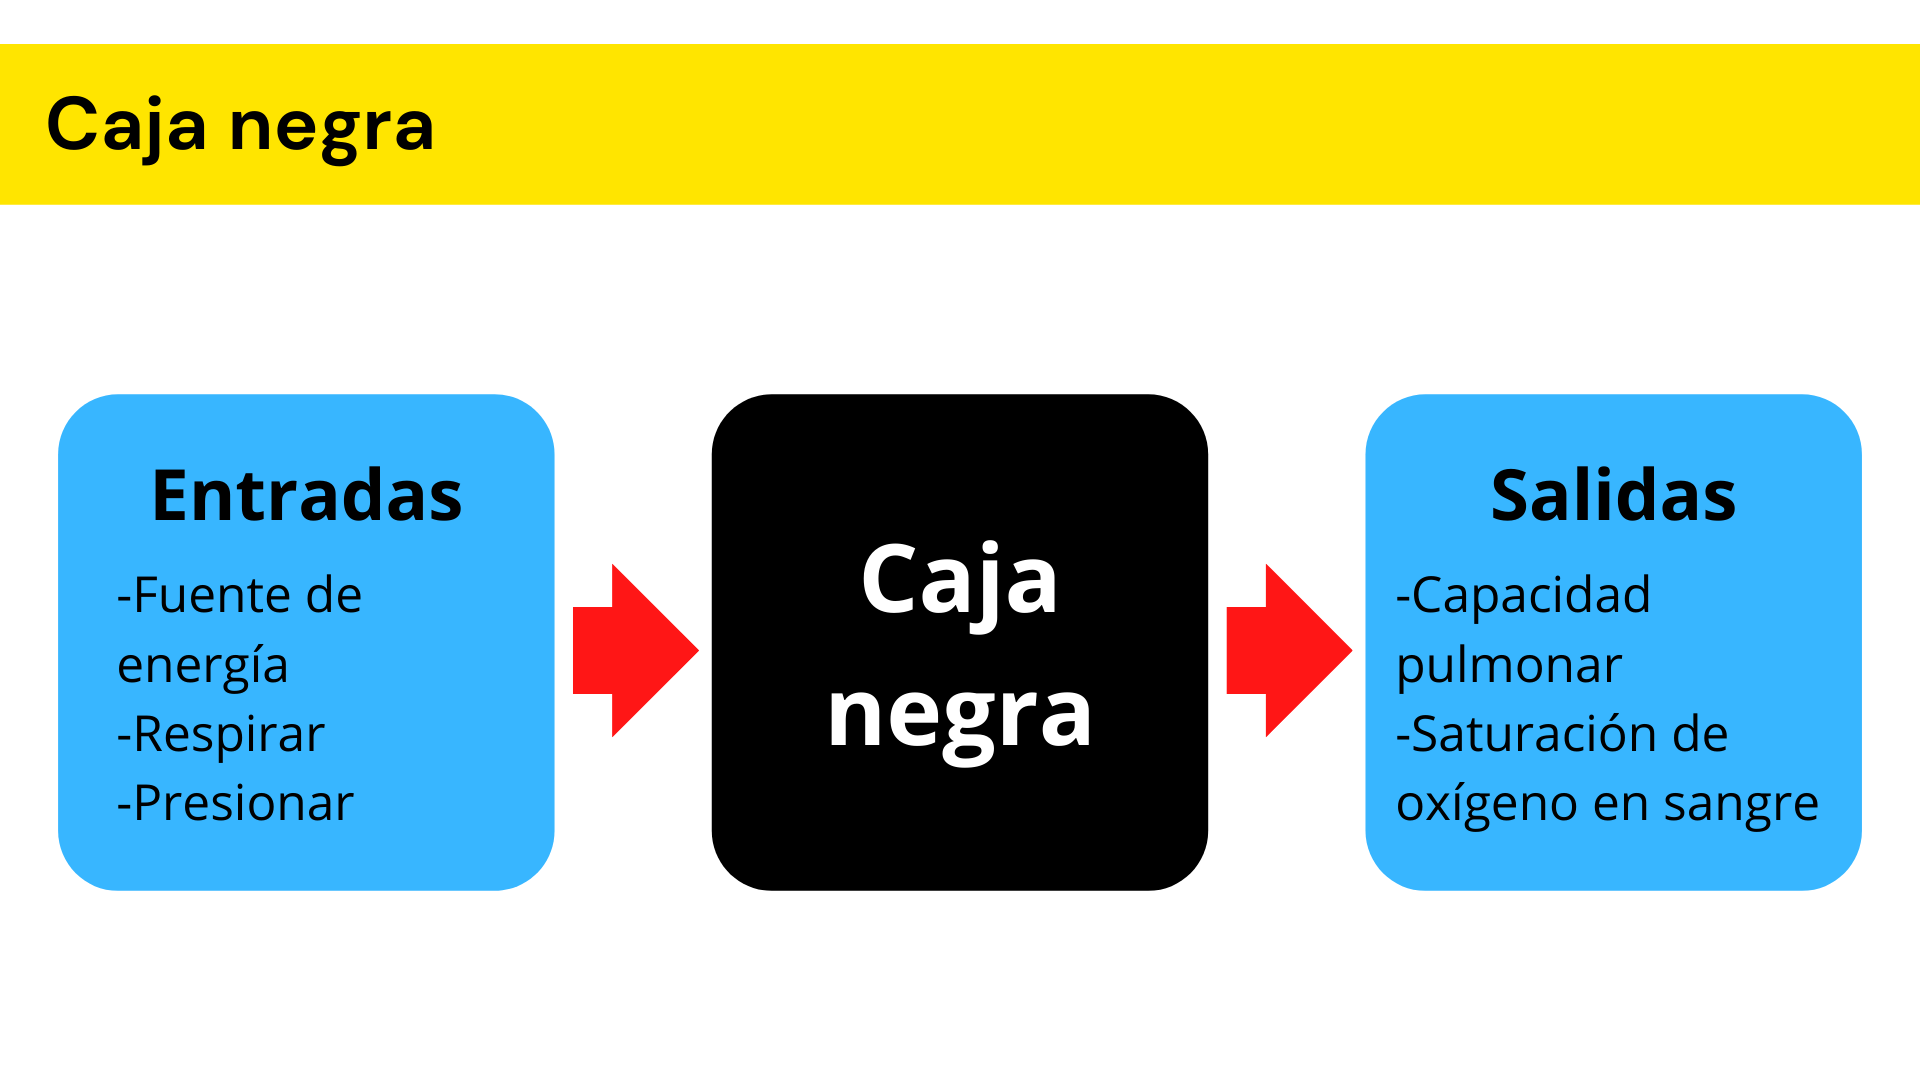 Caja negra
Entradas
-Fuente de
energía
-Respirar
-Presionar
Caja
negra
Salidas
-Capacidad
pulmonar
-Saturación de
oxígeno en sangre